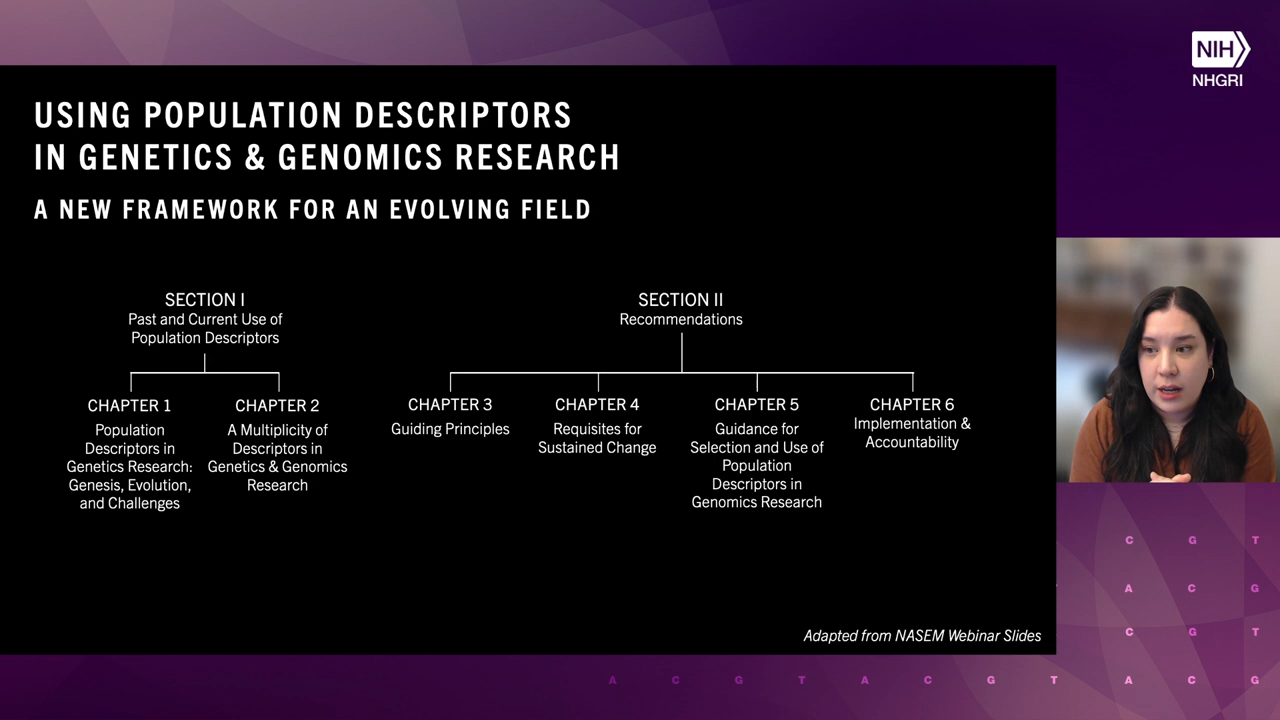 NIH
NHGRI
USING POPULATION DESCRIPTORS
IN GENETICS & GENOMICS RESEARCH
A NEW FRAMEWORK FOR AN EVOLVING FIELD
SECTION I
Past and Current Use of
Population Descriptors
SECTION II
Recommendations
CHAPTER 1
Population
Descriptors in
Genetics Research:
Genesis, Evolution,
and Challenges
CHAPTER 2
A Multiplicity of
Descriptors in
Genetics & Genomics
Research
CHAPTER 3
Guiding Principles
CHAPTER 4
Requisites for
Sustained Change
CHAPTER 5
Guidance for
Selection and Use of
Population
Descriptors in
Genomics Research
CHAPTER 6
Implementation &
Accountability
Adapted from NASEM Webinar Slides
C G T
A C G
C G T
A C G T A C G T A C G